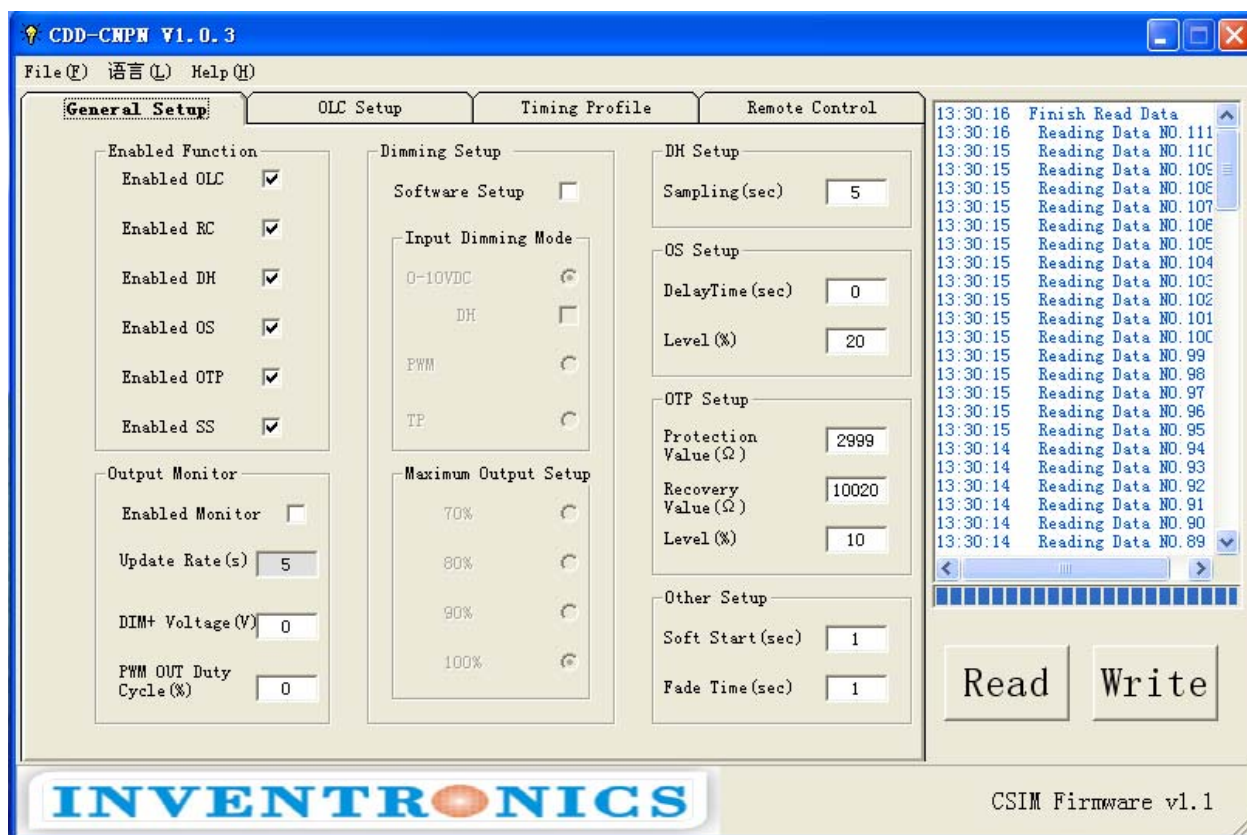 CDD-CNPN V1.0.3
File(F) 语言(L) Help(H)
General Setup
OLC Setup
Timing Profile
Remote Control
Enabled Function
Enabled OLC
Enabled RC
Enabled DH
Enabled OS
Enabled OTP
Enabled SS
Output Monitor
Enabled Monitor
Update Rate(s) 5
DIM+ Voltage(V) 0
PWM OUT Duty
Cycle(%) 0
Dimming Setup
Software Setup
Input Dimming Mode
0-10VDC
DH
PWM
TP
Maximum Output Setup
70%
80%
90%
100%
DH Setup
Sampling(sec) 5
OS Setup
DelayTime(sec) 0
Level(%) 20
OTP Setup
Protection
Value(Ω) 2999
Recovery
Value(Ω) 10020
Level(%) 10
Other Setup
Soft Start(sec) 1
Fade Time(sec) 1
13:30:16 Finish Read Data
13:30:16 Reading Data NO.111
13:30:15 Reading Data NO.110
13:30:15 Reading Data NO.109
13:30:15 Reading Data NO.108
13:30:15 Reading Data NO.107
13:30:15 Reading Data NO.106
13:30:15 Reading Data NO.105
13:30:15 Reading Data NO.104
13:30:15 Reading Data NO.103
13:30:15 Reading Data NO.102
13:30:15 Reading Data NO.101
13:30:15 Reading Data NO.100
13:30:15 Reading Data NO.99
13:30:15 Reading Data NO.98
13:30:15 Reading Data NO.97
13:30:15 Reading Data NO.96
13:30:15 Reading Data NO.95
13:30:14 Reading Data NO.94
13:30:14 Reading Data NO.93
13:30:14 Reading Data NO.92
13:30:14 Reading Data NO.91
13:30:14 Reading Data NO.90
13:30:14 Reading Data NO.89
Read
Write
INVENTRONICS
CSIM Firmware v1.1